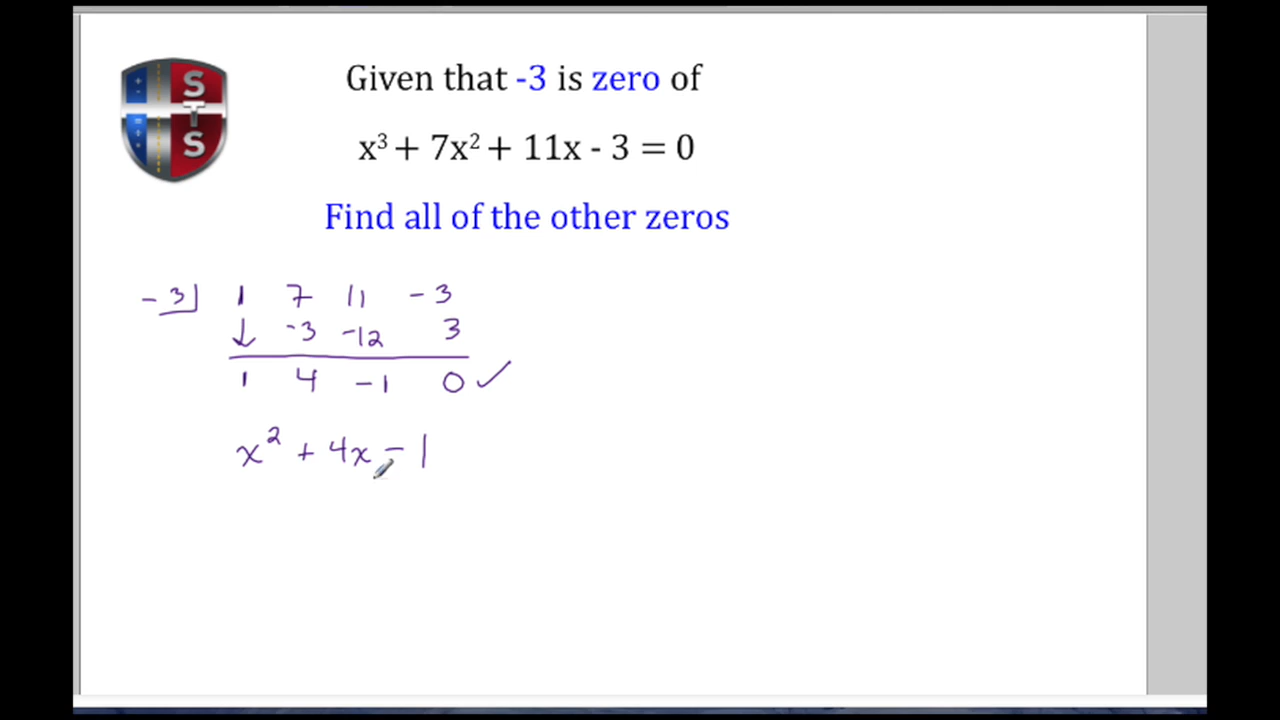 S
T
S
Given that -3 is zero of
x³ + 7x² + 11x - 3 = 0
Find all of the other zeros
-3 1 7 11 -3
↓ -3 -12 3
1 4 -1 0 ✓
x² + 4x - 1